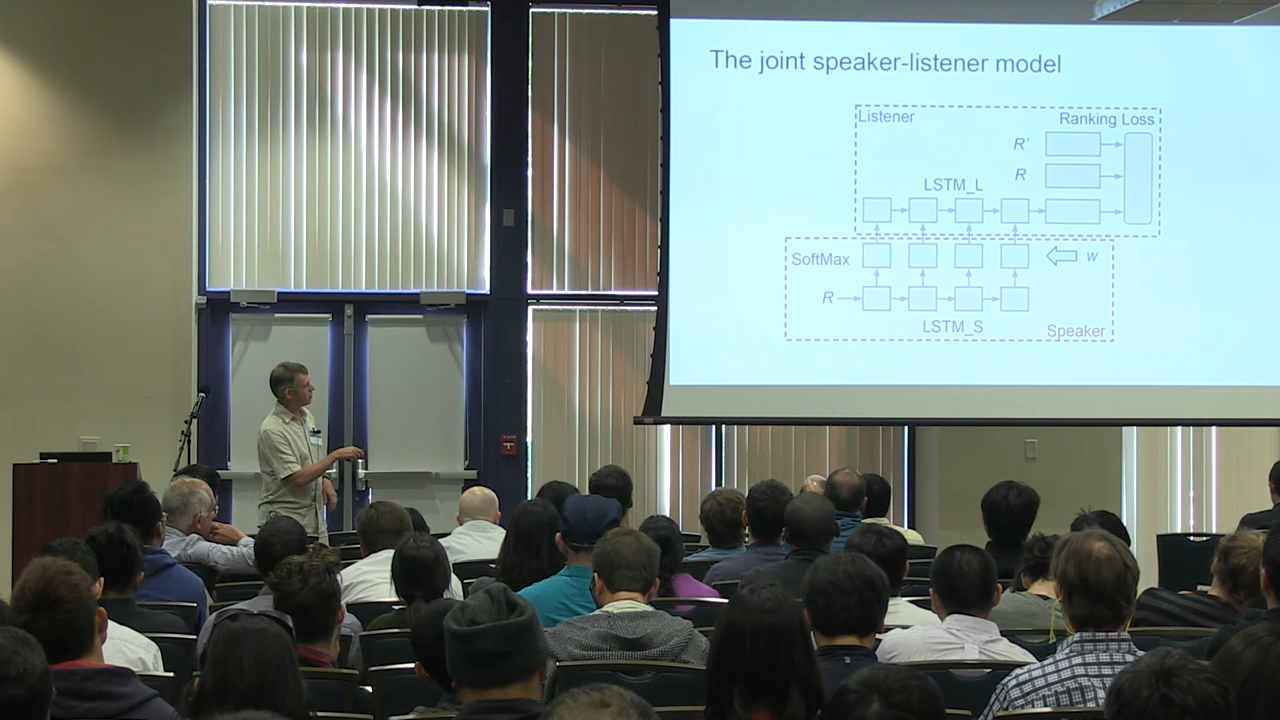 The joint speaker-listener model
Listener
Ranking Loss
R'
R
LSTM_L
SoftMax
w
R
LSTM_S
Speaker